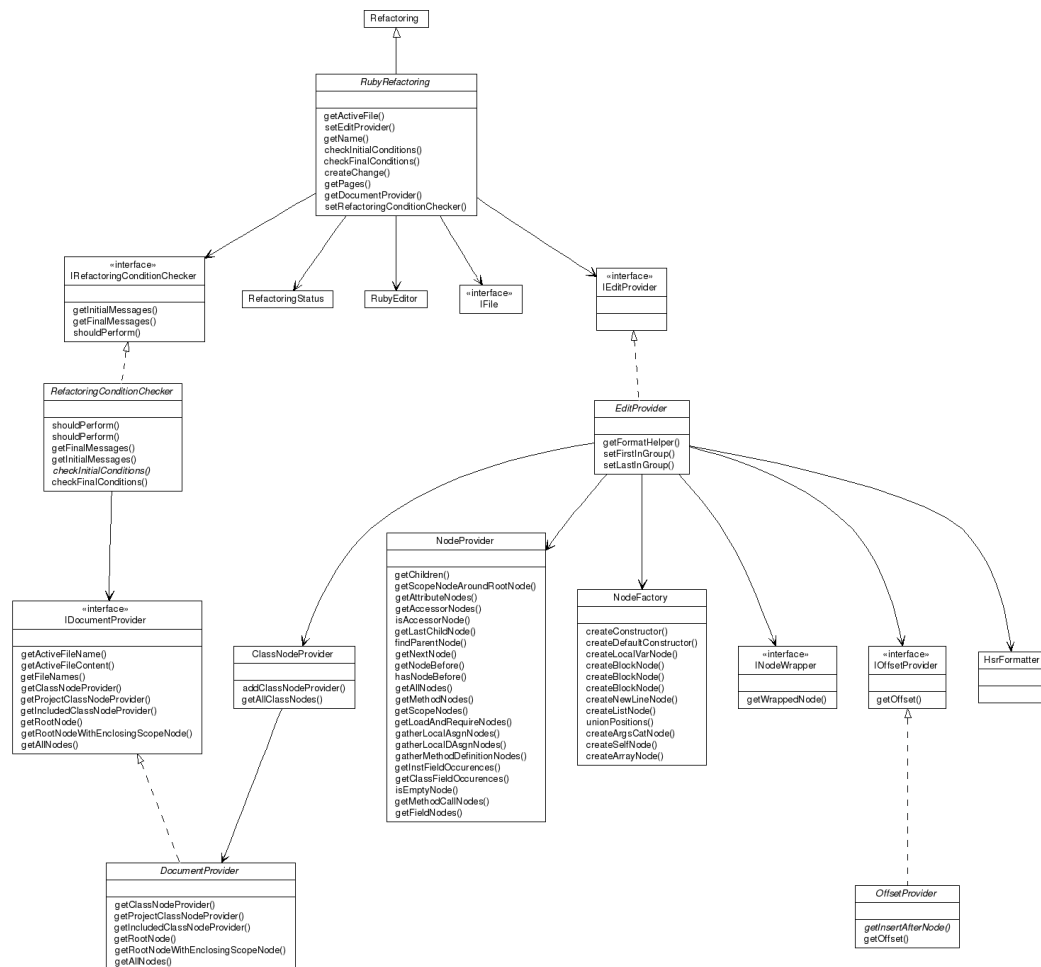 Refactoring
RubyRefactoring
getActiveFile()
setEditProvider()
getName()
checkInitialConditions()
checkFinalConditions()
createChange()
getPages()
getDocumentProvider()
setRefactoringConditionChecker()
«interface»
IRefactoringConditionChecker
getInitialMessages()
getFinalMessages()
shouldPerform()
RefactoringStatus
RubyEditor
«interface»
IFile
«interface»
IEditProvider
RefactoringConditionChecker
shouldPerform()
shouldPerform()
getFinalMessages()
getInitialMessages()
checkInitialConditions()
checkFinalConditions()
EditProvider
getFormatHelper()
setFirstInGroup()
setLastInGroup()
«interface»
IDocumentProvider
getActiveFileName()
getActiveFileContent()
getFileNames()
getClassNodeProvider()
getProjectClassNodeProvider()
getIncludedClassNodeProvider()
getRootNode()
getRootNodeWithEnclosingScopeNode()
getAllNodes()
ClassNodeProvider
addClassNodeProvider()
getAllClassNodes()
NodeProvider
getChildren()
getScopeNodeAroundRootNode()
getAttributeNodes()
getAccessorNodes()
isAccessorNode()
getLastChildNode()
findParentNode()
getNextNode()
getNodeBefore()
hasNodeBefore()
getAllNodes()
getMethodNodes()
getScopeNodes()
getLoadAndRequireNodes()
gatherLocalAsgnNodes()
gatherLocalDAsgnNodes()
gatherMethodDefinitionNodes()
getInstFieldOccurences()
getClassFieldOccurences()
isEmptyNode()
getMethodCallNodes()
getFieldNodes()
NodeFactory
createConstructor()
createDefaultConstructor()
createLocalVarNode()
createBlockNode()
createBlockNode()
createBlockNode()
createNewLineNode()
createListNode()
unionPositions()
createArgsCatNode()
createSelfNode()
createArrayNode()
«interface»
INodeWrapper
getWrappedNode()
«interface»
IOffsetProvider
getOffset()
HsrFormatter
DocumentProvider
getClassNodeProvider()
getProjectClassNodeProvider()
getIncludedClassNodeProvider()
getRootNode()
getRootNodeWithEnclosingScopeNode()
getAllNodes()
OffsetProvider
getInsertAfterNode()
getOffset()